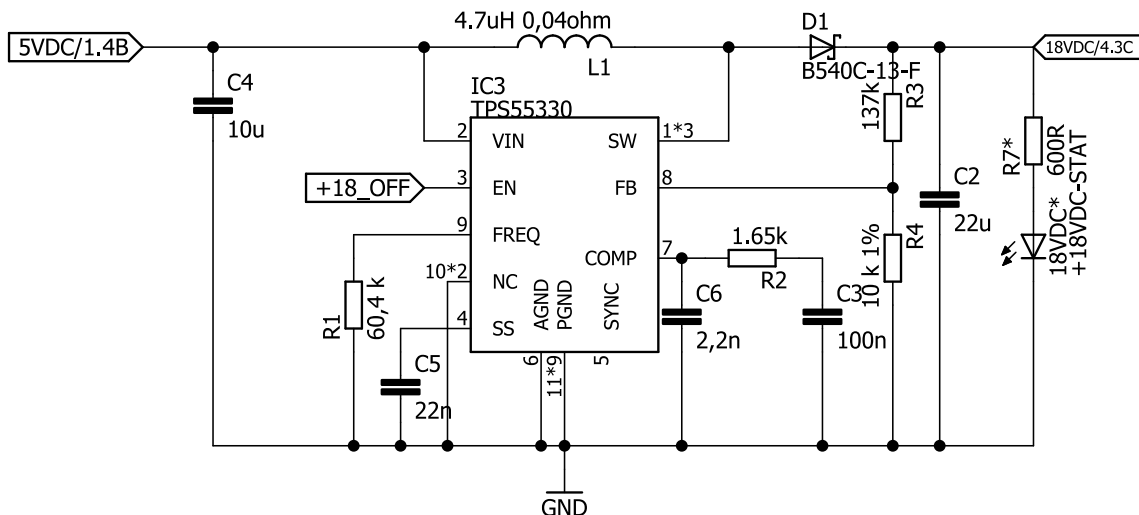 4.7uH 0,04ohm
L1
D1
B540C-13-F
5VDC/1.4B
18VDC/4.3C
C4
10u
IC3
TPS55330
2
VIN
SW
1*3
137k
R3
+18_OFF
3
EN
FB
8
R7*
600R
C2
22u
9
FREQ
COMP
7
1.65k
R2
10 k 1%
R4
18VDC*
+18VDC-STAT
10*2
NC
R1
60,4 k
4
SS
AGND
PGND
SYNC
6
11*9
5
C6
2,2n
C3
100n
C5
22n
GND